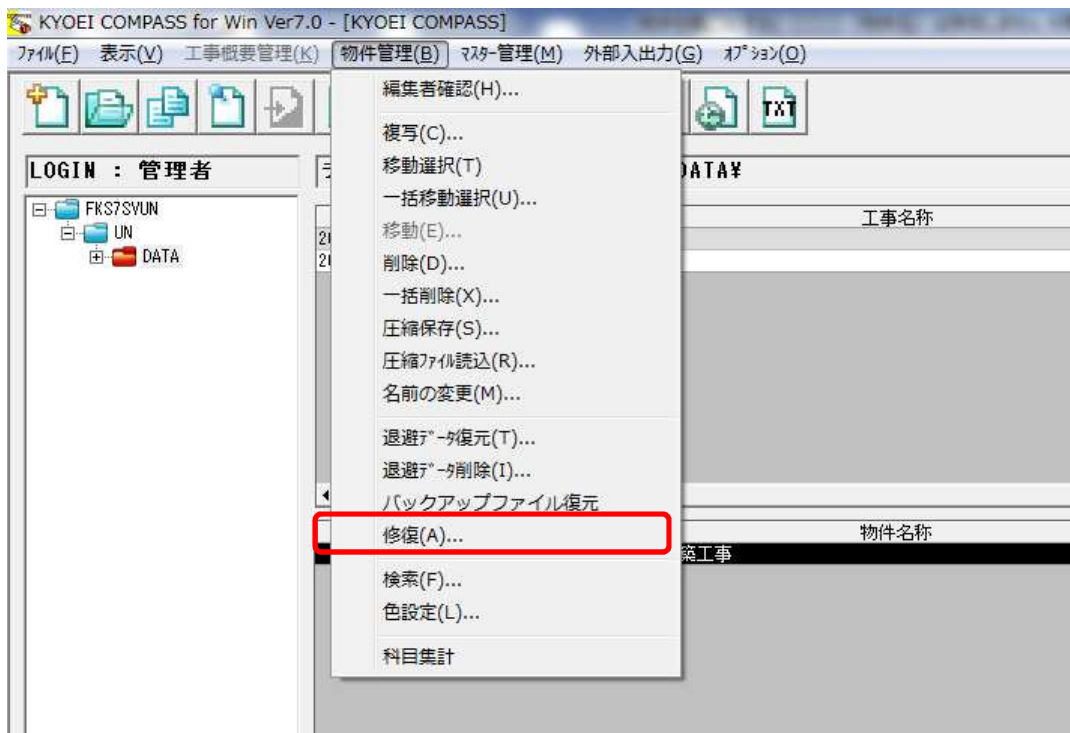 KYOEI COMPASS for Win Ver7.0 - [KYOEI COMPASS]
ﾌｧｲﾙ(F) 表示(V) 工事概要管理(K) 物件管理(B) ﾏｽﾀｰ管理(M) 外部入出力(G) ｵﾌﾟｼｮﾝ(O)
TXT
LOGIN : 管理者
DATA¥
FKS7SVUN
UN
DATA
編集者確認(H)...
複写(C)...
移動選択(T)
一括移動選択(U)...
移動(E)...
削除(D)...
一括削除(X)...
圧縮保存(S)...
圧縮ﾌｧｲﾙ読込(R)...
名前の変更(M)...
退避ﾃﾞｰﾀ復元(T)...
退避ﾃﾞｰﾀ削除(I)...
バックアップファイル復元
修復(A)...
検索(F)...
色設定(L)...
科目集計
工事名称
物件名称
築工事